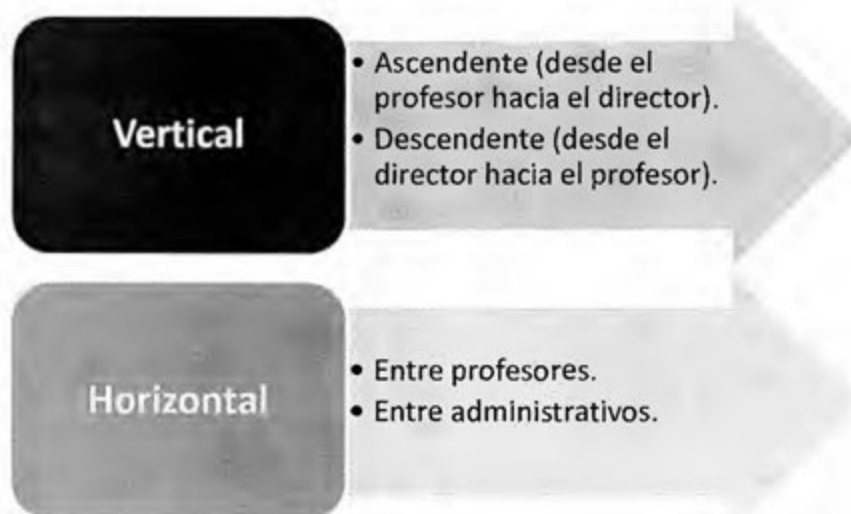 Vertical
• Ascendente (desde el
profesor hacia el director).
• Descendente (desde el
director hacia el profesor).
Horizontal
• Entre profesores.
• Entre administrativos.